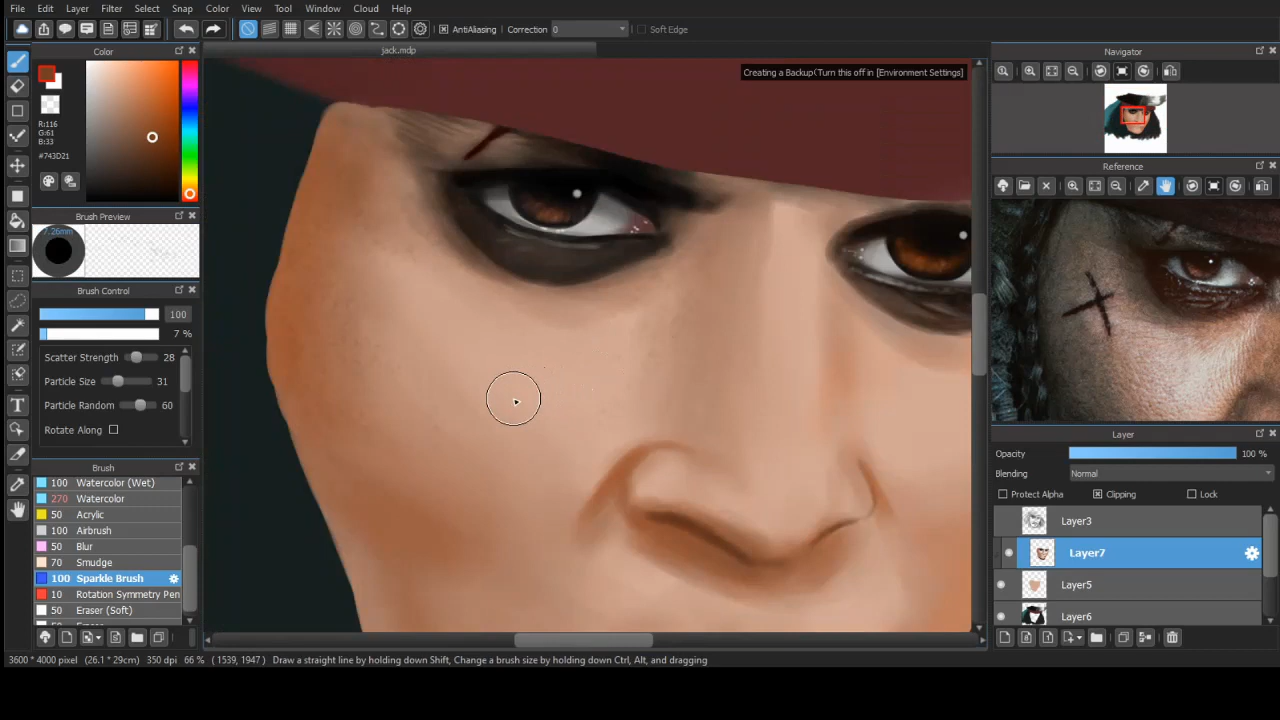 File Edit Layer Filter Select Snap Color View Tool Window Cloud Help
AntiAliasing Correction 0 Soft Edge
Color
jack.mdp
Navigator
Creating a Backup(Turn this off in [Environment Settings]
R:116
G:61
B:33
#743D21
Reference
Brush Preview
7.26mm
Brush Control
100
7 %
Scatter Strength 28
Particle Size 31
Particle Random 60
Rotate Along
Brush
100 Watercolor (Wet)
270 Watercolor
50 Acrylic
100 Airbrush
50 Blur
70 Smudge
100 Sparkle Brush
10 Rotation Symmetry Pen
50 Eraser (Soft)
Layer
Opacity 100 %
Blending Normal
Protect Alpha Clipping Lock
Layer3
Layer7
Layer5
Layer6
3600 * 4000 pixel (26.1 * 29cm) 350 dpi 66 % ( 1539, 1947 ) Draw a straight line by holding down Shift, Change a brush size by holding down Ctrl, Alt, and dragging